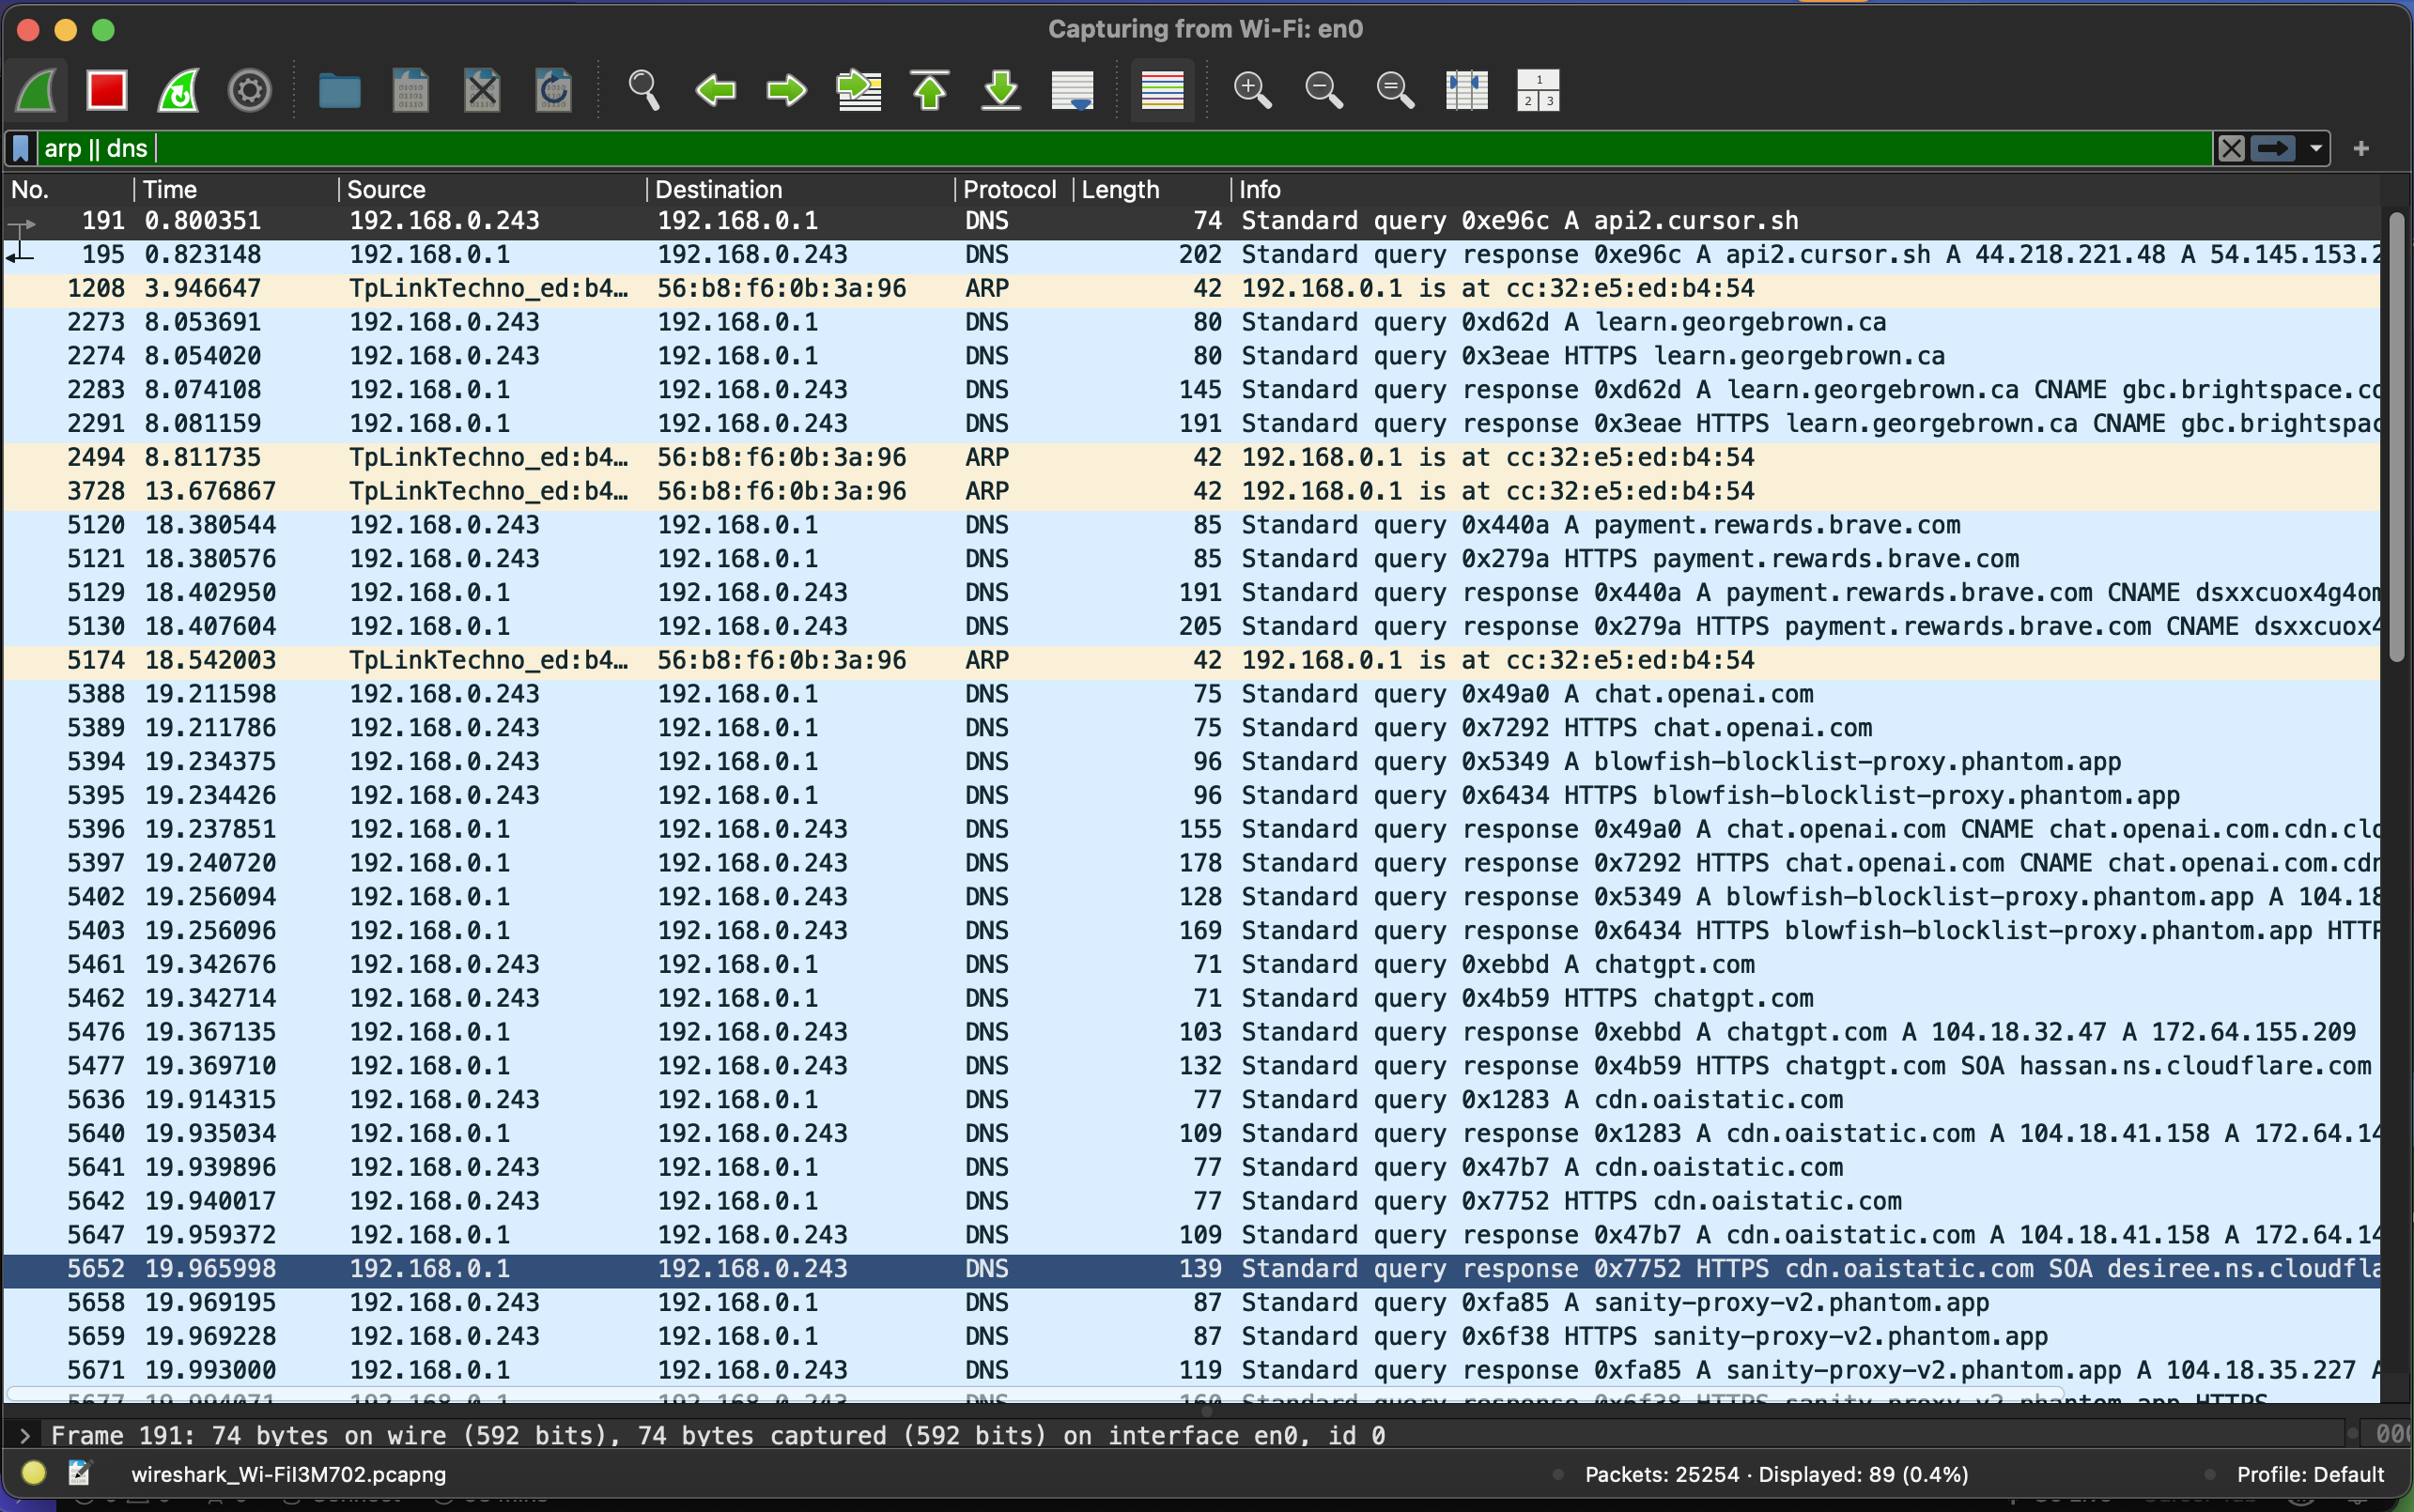 Capturing from Wi-Fi: en0
arp || dns
No. Time Source Destination Protocol Length Info
191 0.800351 192.168.0.243 192.168.0.1 DNS 74 Standard query 0xe96c A api2.cursor.sh
195 0.823148 192.168.0.1 192.168.0.243 DNS 202 Standard query response 0xe96c A api2.cursor.sh A 44.218.221.48 A 54.145.153.2
1208 3.946647 TpLinkTechno_ed:b4… 56:b8:f6:0b:3a:96 ARP 42 192.168.0.1 is at cc:32:e5:ed:b4:54
2273 8.053691 192.168.0.243 192.168.0.1 DNS 80 Standard query 0xd62d A learn.georgebrown.ca
2274 8.054020 192.168.0.243 192.168.0.1 DNS 80 Standard query 0x3eae HTTPS learn.georgebrown.ca
2283 8.074108 192.168.0.1 192.168.0.243 DNS 145 Standard query response 0xd62d A learn.georgebrown.ca CNAME gbc.brightspace.co
2291 8.081159 192.168.0.1 192.168.0.243 DNS 191 Standard query response 0x3eae HTTPS learn.georgebrown.ca CNAME gbc.brightspac
2494 8.811735 TpLinkTechno_ed:b4… 56:b8:f6:0b:3a:96 ARP 42 192.168.0.1 is at cc:32:e5:ed:b4:54
3728 13.676867 TpLinkTechno_ed:b4… 56:b8:f6:0b:3a:96 ARP 42 192.168.0.1 is at cc:32:e5:ed:b4:54
5120 18.380544 192.168.0.243 192.168.0.1 DNS 85 Standard query 0x440a A payment.rewards.brave.com
5121 18.380576 192.168.0.243 192.168.0.1 DNS 85 Standard query 0x279a HTTPS payment.rewards.brave.com
5129 18.402950 192.168.0.1 192.168.0.243 DNS 191 Standard query response 0x440a A payment.rewards.brave.com CNAME dsxxcuox4g4om
5130 18.407604 192.168.0.1 192.168.0.243 DNS 205 Standard query response 0x279a HTTPS payment.rewards.brave.com CNAME dsxxcuox4
5174 18.542003 TpLinkTechno_ed:b4… 56:b8:f6:0b:3a:96 ARP 42 192.168.0.1 is at cc:32:e5:ed:b4:54
5388 19.211598 192.168.0.243 192.168.0.1 DNS 75 Standard query 0x49a0 A chat.openai.com
5389 19.211786 192.168.0.243 192.168.0.1 DNS 75 Standard query 0x7292 HTTPS chat.openai.com
5394 19.234375 192.168.0.243 192.168.0.1 DNS 96 Standard query 0x5349 A blowfish-blocklist-proxy.phantom.app
5395 19.234426 192.168.0.243 192.168.0.1 DNS 96 Standard query 0x6434 HTTPS blowfish-blocklist-proxy.phantom.app
5396 19.237851 192.168.0.1 192.168.0.243 DNS 155 Standard query response 0x49a0 A chat.openai.com CNAME chat.openai.com.cdn.clo
5397 19.240720 192.168.0.1 192.168.0.243 DNS 178 Standard query response 0x7292 HTTPS chat.openai.com CNAME chat.openai.com.cdn
5402 19.256094 192.168.0.1 192.168.0.243 DNS 128 Standard query response 0x5349 A blowfish-blocklist-proxy.phantom.app A 104.18
5403 19.256096 192.168.0.1 192.168.0.243 DNS 169 Standard query response 0x6434 HTTPS blowfish-blocklist-proxy.phantom.app HTTP
5461 19.342676 192.168.0.243 192.168.0.1 DNS 71 Standard query 0xebbd A chatgpt.com
5462 19.342714 192.168.0.243 192.168.0.1 DNS 71 Standard query 0x4b59 HTTPS chatgpt.com
5476 19.367135 192.168.0.1 192.168.0.243 DNS 103 Standard query response 0xebbd A chatgpt.com A 104.18.32.47 A 172.64.155.209
5477 19.369710 192.168.0.1 192.168.0.243 DNS 132 Standard query response 0x4b59 HTTPS chatgpt.com SOA hassan.ns.cloudflare.com
5636 19.914315 192.168.0.243 192.168.0.1 DNS 77 Standard query 0x1283 A cdn.oaistatic.com
5640 19.935034 192.168.0.1 192.168.0.243 DNS 109 Standard query response 0x1283 A cdn.oaistatic.com A 104.18.41.158 A 172.64.14
5641 19.939896 192.168.0.243 192.168.0.1 DNS 77 Standard query 0x47b7 A cdn.oaistatic.com
5642 19.940017 192.168.0.243 192.168.0.1 DNS 77 Standard query 0x7752 HTTPS cdn.oaistatic.com
5647 19.959372 192.168.0.1 192.168.0.243 DNS 109 Standard query response 0x47b7 A cdn.oaistatic.com A 104.18.41.158 A 172.64.14
5652 19.965998 192.168.0.1 192.168.0.243 DNS 139 Standard query response 0x7752 HTTPS cdn.oaistatic.com SOA desiree.ns.cloudfla
5658 19.969195 192.168.0.243 192.168.0.1 DNS 87 Standard query 0xfa85 A sanity-proxy-v2.phantom.app
5659 19.969228 192.168.0.243 192.168.0.1 DNS 87 Standard query 0x6f38 HTTPS sanity-proxy-v2.phantom.app
5671 19.993000 192.168.0.1 192.168.0.243 DNS 119 Standard query response 0xfa85 A sanity-proxy-v2.phantom.app A 104.18.35.227 A
5677 19.994071 192.168.0.1 192.168.0.243 DNS 160 Standard query response 0x6f38 HTTPS sanity-proxy-v2.phantom.app HTTPS
Frame 191: 74 bytes on wire (592 bits), 74 bytes captured (592 bits) on interface en0, id 0
wireshark_Wi-FiI3M702.pcapng Packets: 25254 · Displayed: 89 (0.4%) Profile: Default